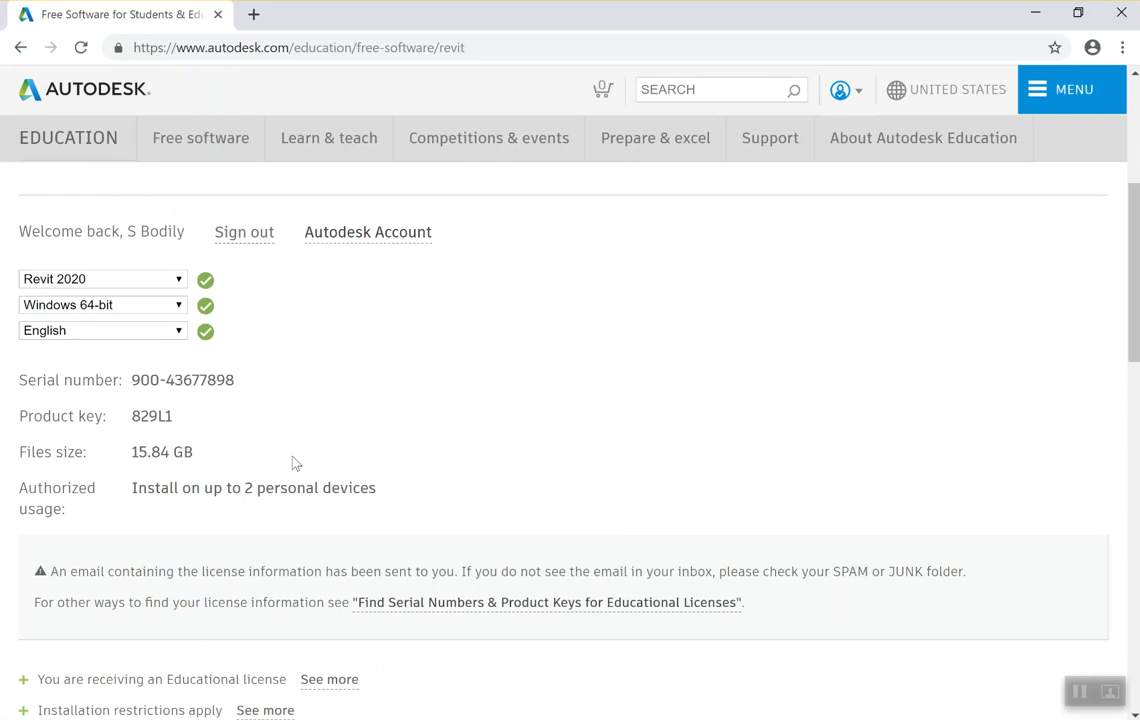 Free Software for Students & Edu
https://www.autodesk.com/education/free-software/revit
AUTODESK.
0
SEARCH
UNITED STATES
MENU
EDUCATION
Free software
Learn & teach
Competitions & events
Prepare & excel
Support
About Autodesk Education
Welcome back, S Bodily
Sign out
Autodesk Account
Revit 2020
Windows 64-bit
English
Serial number: 900-43677898
Product key: 829L1
Files size: 15.84 GB
Authorized usage: Install on up to 2 personal devices
An email containing the license information has been sent to you. If you do not see the email in your inbox, please check your SPAM or JUNK folder.
For other ways to find your license information see "Find Serial Numbers & Product Keys for Educational Licenses".
+ You are receiving an Educational license See more
+ Installation restrictions apply See more